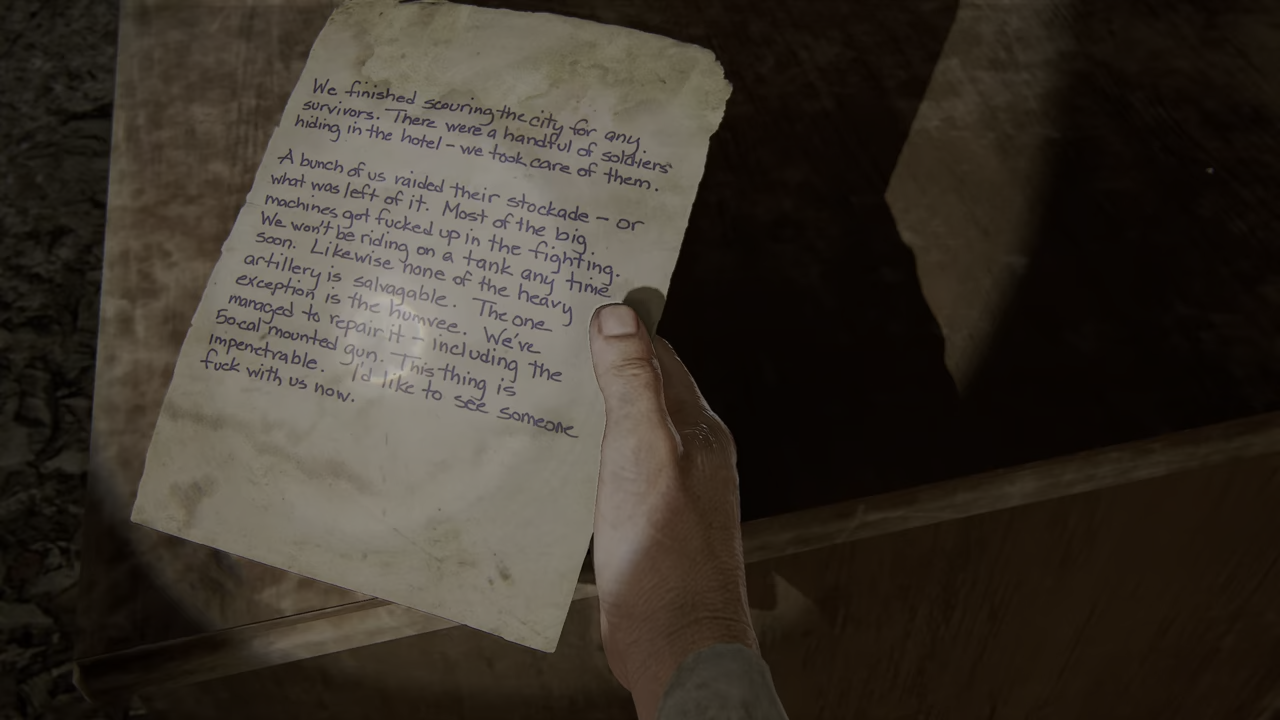 We finished scouring the city for any
survivors. There were a handful of soldiers
hiding in the hotel - we took care of them.
A bunch of us raided their stockade - or
what was left of it. Most of the big
machines got fucked up in the fighting.
We won't be riding on a tank any time
soon. Likewise none of the heavy
artillery is salvagable. The one
exception is the humvee. We've
managed to repair it - including the
50cal mounted gun. This thing is
impenetrable. I'd like to see someone
fuck with us now.